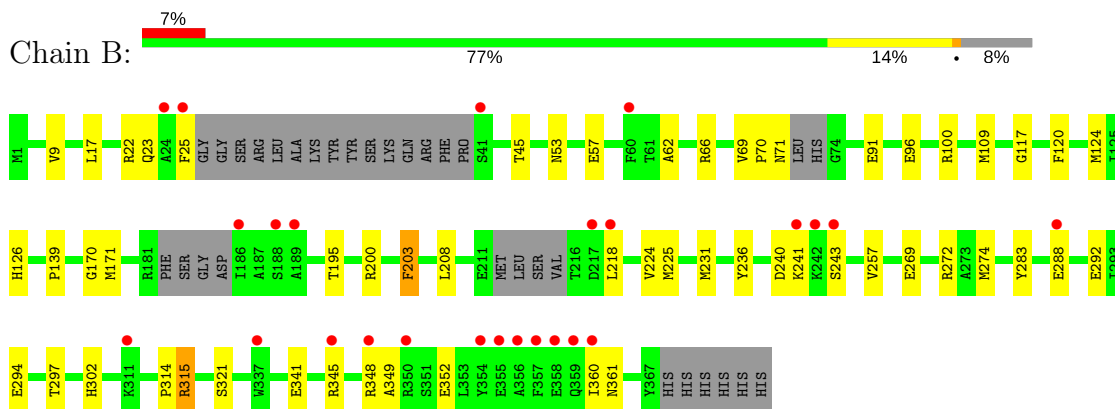 7%
Chain B:
77% 14% • 8%
M1 V9 L17 R22 Q23 A24 F25 GLY GLY SER ARG LEU ALA LYS TYR TYR SER LYS GLN ARG PHE PRO S41 T45 N53 E57 F60 T61 A62 R66 V69 P70 N71 LEU HIS G74 E91 E96 R100 M109 G117 F120 M124 I125
H126 P139 G170 M171 R181 PHE SER GLY ASP I186 A187 S188 A189 T195 R200 F203 L208 E211 MET LEU SER VAL T216 D217 L218 V224 M225 M231 Y236 D240 K241 K242 S243 V257 E269 R272 A273 M274 Y283 E288 E292 I293
E294 T297 H302 K311 P314 R315 S321 W337 E341 R345 R348 A349 R350 S351 E352 L353 Y354 E355 A356 F357 E358 Q359 I360 N361 Y367 HIS HIS HIS HIS HIS HIS